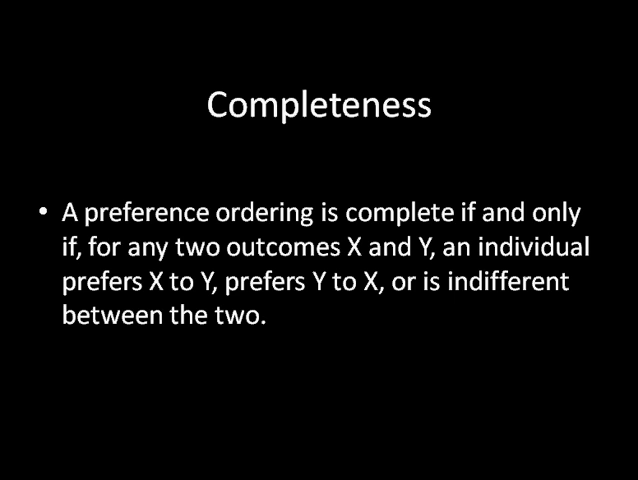 Completeness
• A preference ordering is complete if and only
if, for any two outcomes X and Y, an individual
prefers X to Y, prefers Y to X, or is indifferent
between the two.